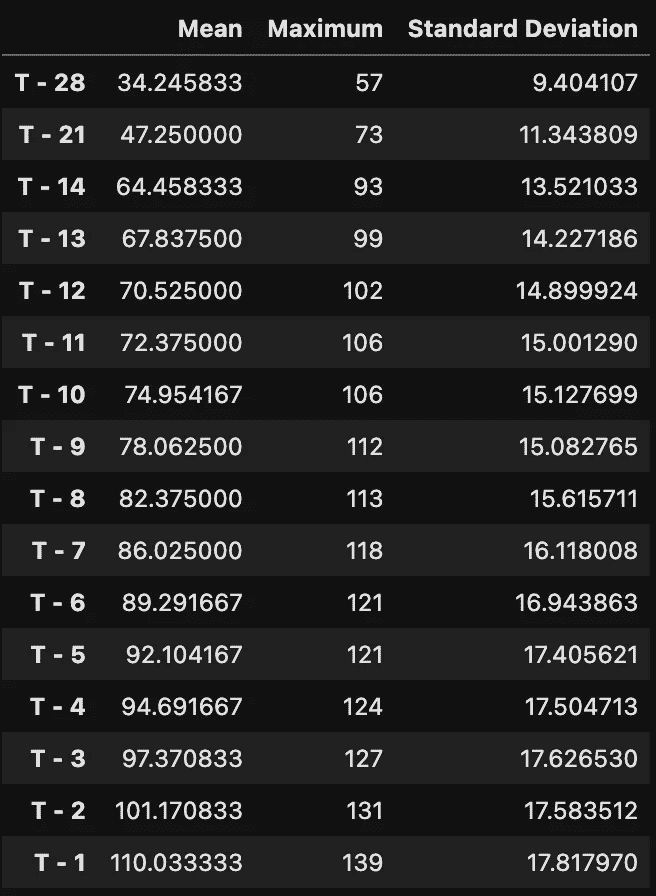 Mean Maximum Standard Deviation
T - 28 34.245833 57 9.404107
T - 21 47.250000 73 11.343809
T - 14 64.458333 93 13.521033
T - 13 67.837500 99 14.227186
T - 12 70.525000 102 14.899924
T - 11 72.375000 106 15.001290
T - 10 74.954167 106 15.127699
T - 9 78.062500 112 15.082765
T - 8 82.375000 113 15.615711
T - 7 86.025000 118 16.118008
T - 6 89.291667 121 16.943863
T - 5 92.104167 121 17.405621
T - 4 94.691667 124 17.504713
T - 3 97.370833 127 17.626530
T - 2 101.170833 131 17.583512
T - 1 110.033333 139 17.817970